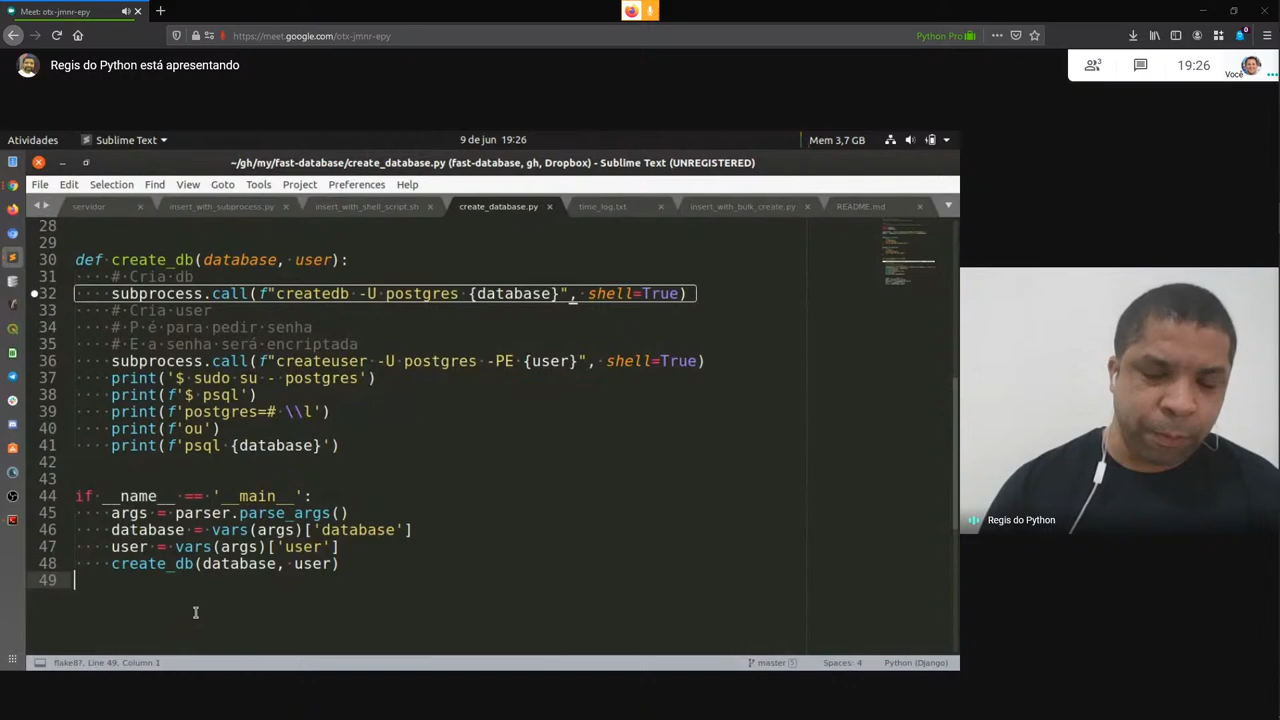 Meet: otx-jmnr-epy
https://meet.google.com/otx-jmnr-epy
Python Pro
Regis do Python está apresentando
3
19:26
Você
Atividades
Sublime Text
9 de jun 19:26
Mem 3,7 GB
~/gh/my/fast-database/create_database.py (fast-database, gh, Dropbox) - Sublime Text (UNREGISTERED)
File Edit Selection Find View Goto Tools Project Preferences Help
servidor
insert_with_subprocess.py
insert_with_shell_script.sh
create_database.py
time_log.txt
insert_with_bulk_create.py
README.md
28
29
30 def create_db(database, user):
31 # Cria db
32 subprocess.call(f"createdb -U postgres {database}", shell=True)
33 # Cria user
34 # P é para pedir senha
35 # E a senha será encriptada
36 subprocess.call(f"createuser -U postgres -PE {user}", shell=True)
37 print('$ sudo su - postgres')
38 print(f'$ psql')
39 print(f'postgres=# \\l')
40 print(f'ou')
41 print(f'psql {database}')
42
43
44 if __name__ == '__main__':
45 args = parser.parse_args()
46 database = vars(args)['database']
47 user = vars(args)['user']
48 create_db(database, user)
49
Regis do Python
flake8?, Line 49, Column 1
master 5
Spaces: 4
Python (Django)